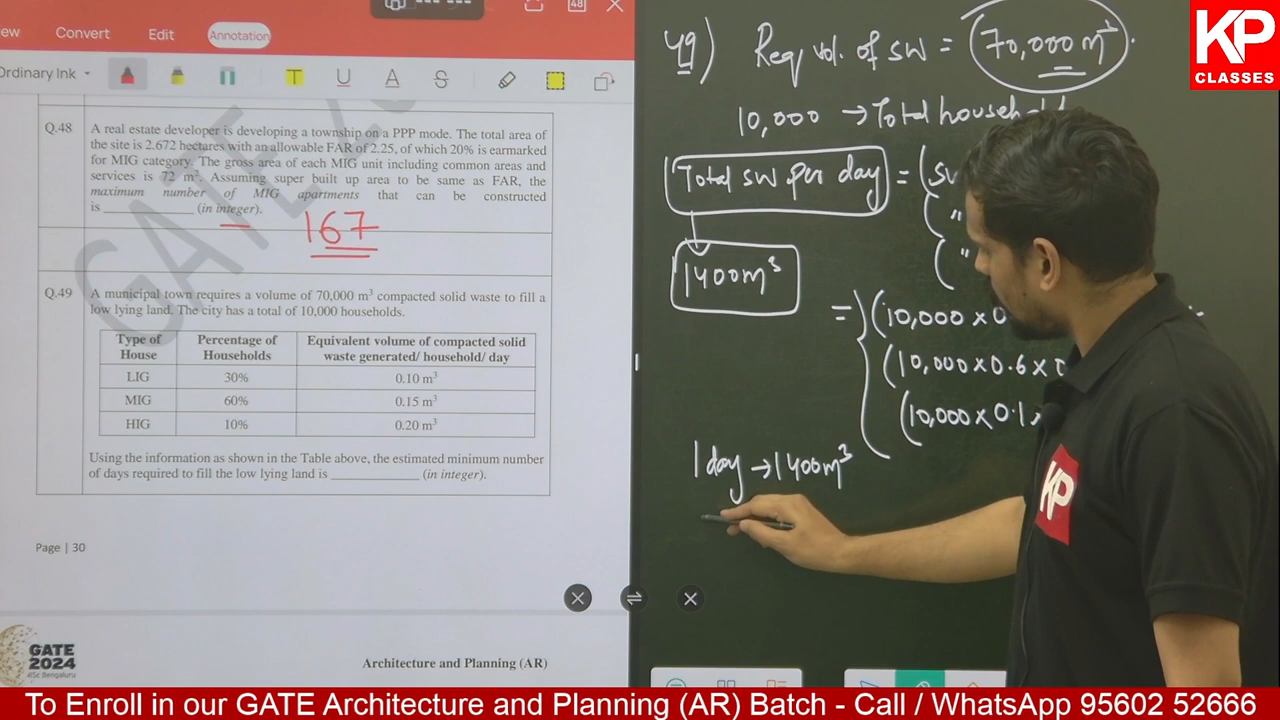 ew Convert Edit Annotation
Ordinary Ink
T U A S
48
Q.48 A real estate developer is developing a township on a PPP mode. The total area of
the site is 2.672 hectares with an allowable FAR of 2.25, of which 20% is earmarked
for MIG category. The gross area of each MIG unit including common areas and
services is 72 m². Assuming super built up area to be same as FAR, the
maximum number of MIG apartments that can be constructed
is ____________ (in integer).
167
Q.49 A municipal town requires a volume of 70,000 m³ compacted solid waste to fill a
low lying land. The city has a total of 10,000 households.
Type of House Percentage of Households Equivalent volume of compacted solid waste generated/ household/ day
LIG 30% 0.10 m³
MIG 60% 0.15 m³
HIG 10% 0.20 m³
Using the information as shown in the Table above, the estimated minimum number
of days required to fill the low lying land is ____________ (in integer).
Page | 30
GATE
2024
IISc Bengaluru
Architecture and Planning (AR)
GATE
49) Req vol. of SW = 70,000 m³.
10,000 → Total household
Total SW per day = (SW
( "
( "
1400m³
= (10,000 × 0
(10,000 × 0.6 × 0
(10,000 × 0.1
1 day → 1400m³
KP
CLASSES
KP
To Enroll in our GATE Architecture and Planning (AR) Batch - Call / WhatsApp 95602 52666